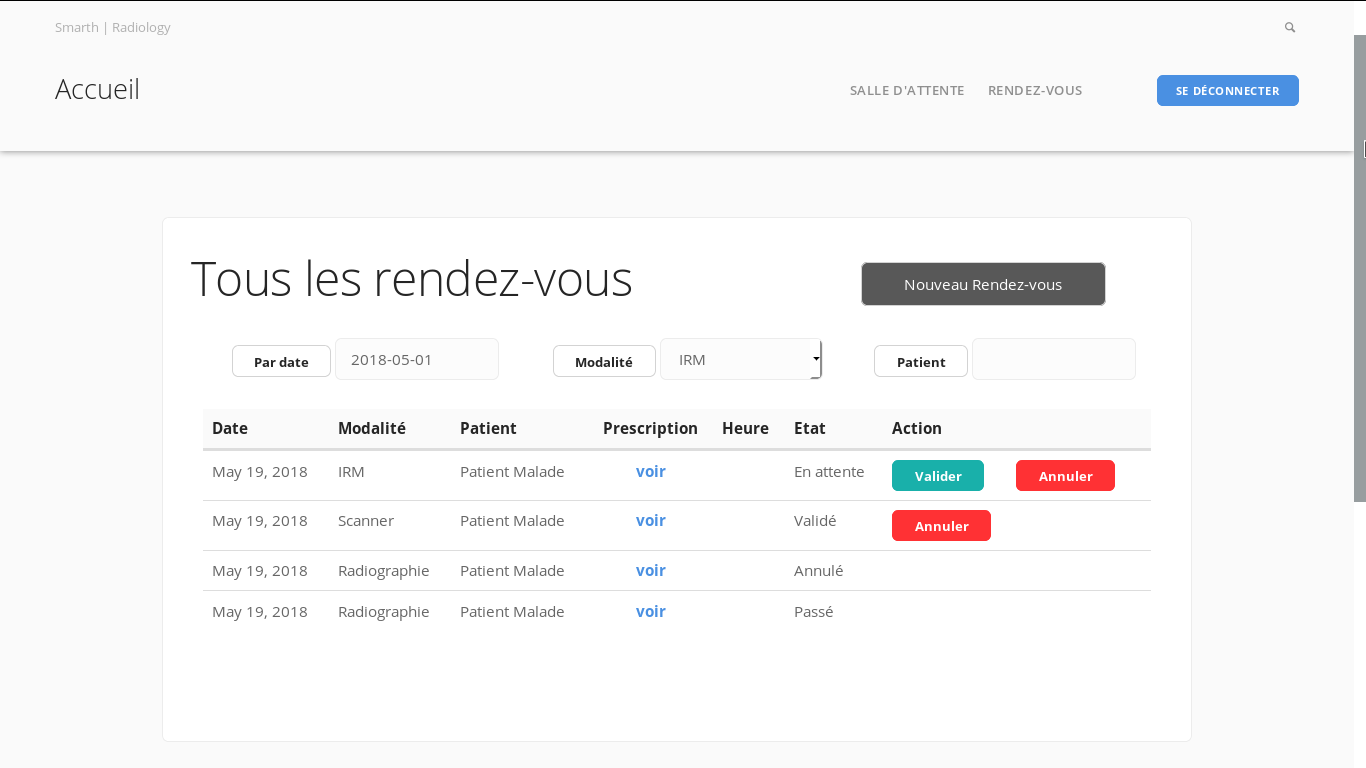 Smarth | Radiology
Accueil SALLE D'ATTENTE RENDEZ-VOUS SE DÉCONNECTER
Tous les rendez-vous Nouveau Rendez-vous
Par date 2018-05-01 Modalité IRM Patient
Date Modalité Patient Prescription Heure Etat Action
May 19, 2018 IRM Patient Malade voir En attente Valider Annuler
May 19, 2018 Scanner Patient Malade voir Validé Annuler
May 19, 2018 Radiographie Patient Malade voir Annulé
May 19, 2018 Radiographie Patient Malade voir Passé